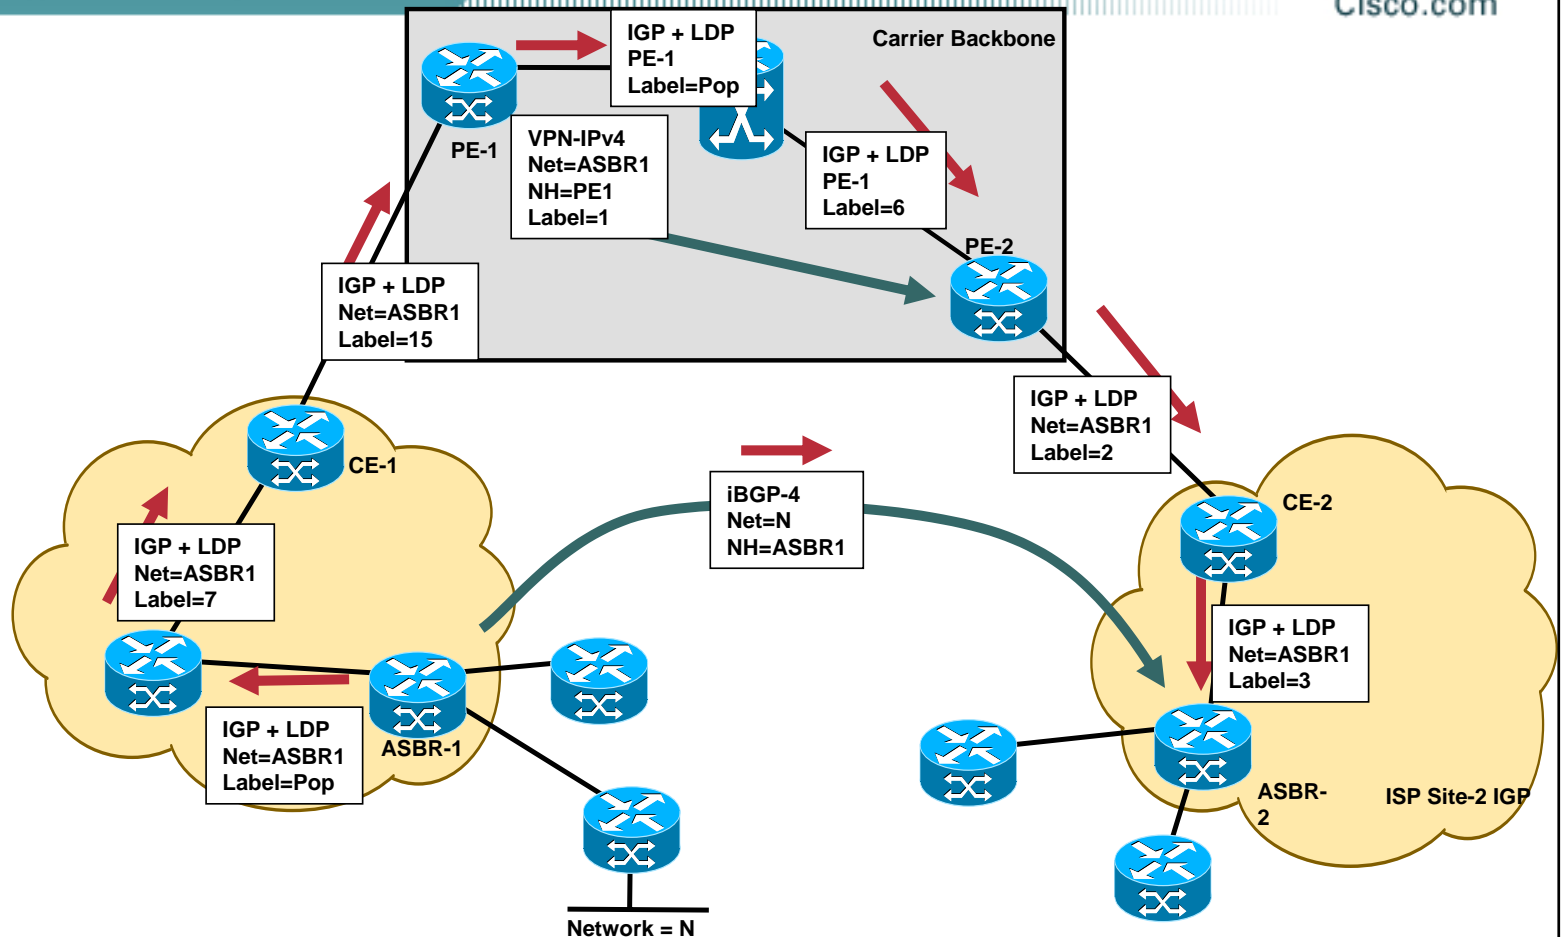 Cisco.com
IGP + LDP
PE-1
Label=Pop
Carrier Backbone
PE-1
VPN-IPv4
Net=ASBR1
NH=PE1
Label=1
IGP + LDP
PE-1
Label=6
PE-2
IGP + LDP
Net=ASBR1
Label=15
IGP + LDP
Net=ASBR1
Label=2
CE-1
iBGP-4
Net=N
NH=ASBR1
CE-2
IGP + LDP
Net=ASBR1
Label=7
IGP + LDP
Net=ASBR1
Label=3
IGP + LDP
Net=ASBR1
Label=Pop
ASBR-1
ASBR-
2
ISP Site-2 IGP
Network = N